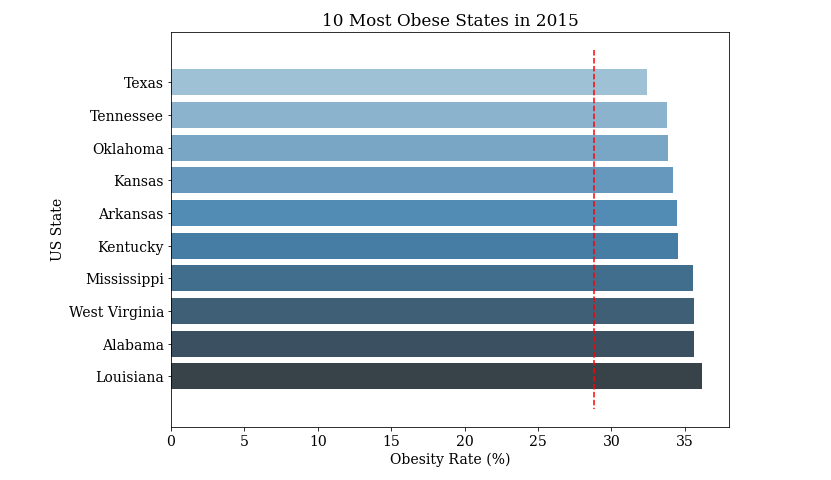 10 Most Obese States in 2015
US State
Texas
Tennessee
Oklahoma
Kansas
Arkansas
Kentucky
Mississippi
West Virginia
Alabama
Louisiana
0 5 10 15 20 25 30 35
Obesity Rate (%)